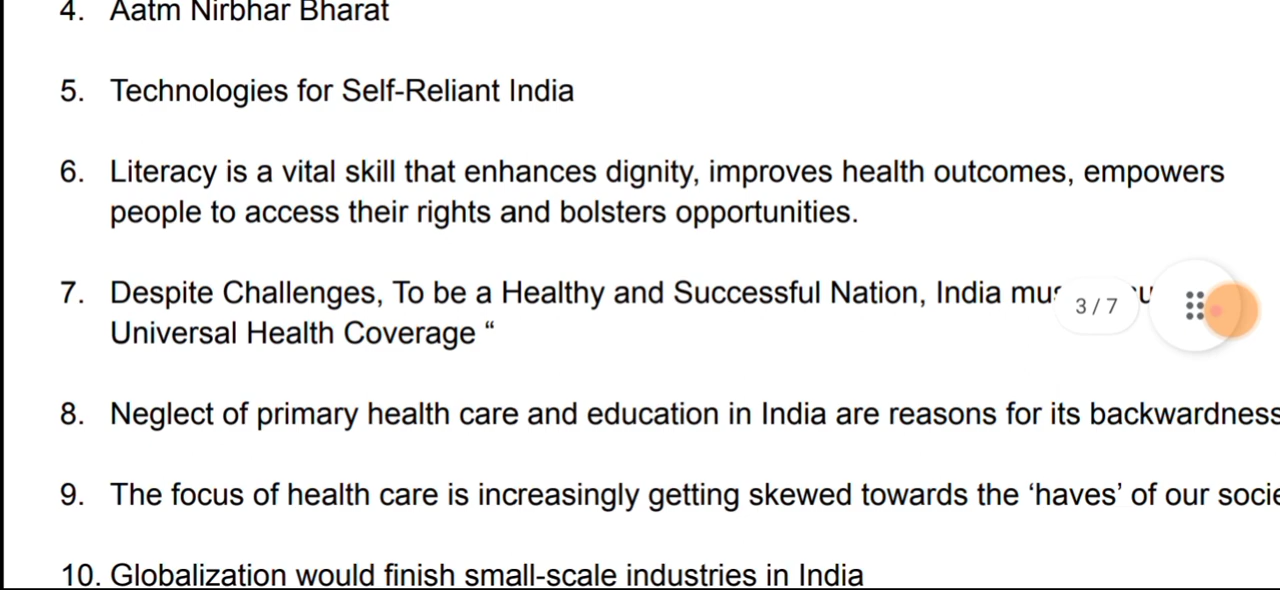 4. Aatm Nirbhar Bharat
5. Technologies for Self-Reliant India
6. Literacy is a vital skill that enhances dignity, improves health outcomes, empowers
people to access their rights and bolsters opportunities.
7. Despite Challenges, To be a Healthy and Successful Nation, India
3 / 7
Universal Health Coverage “
8. Neglect of primary health care and education in India are reasons for its backwardness
9. The focus of health care is increasingly getting skewed towards the ‘haves’ of our
10. Globalization would finish small-scale industries in India